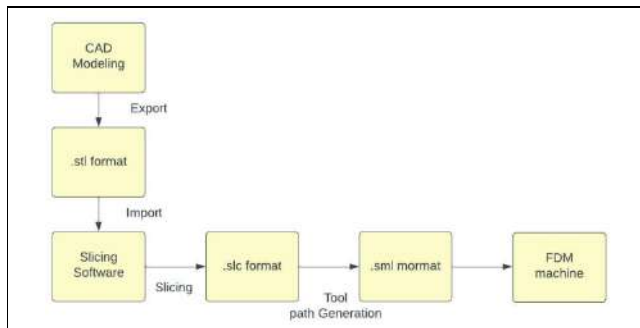 CAD
Modeling
Export
.stl format
Import
Slicing
Software
Slicing
.slc format
Tool
path Generation
.sml mormat
FDM
machine